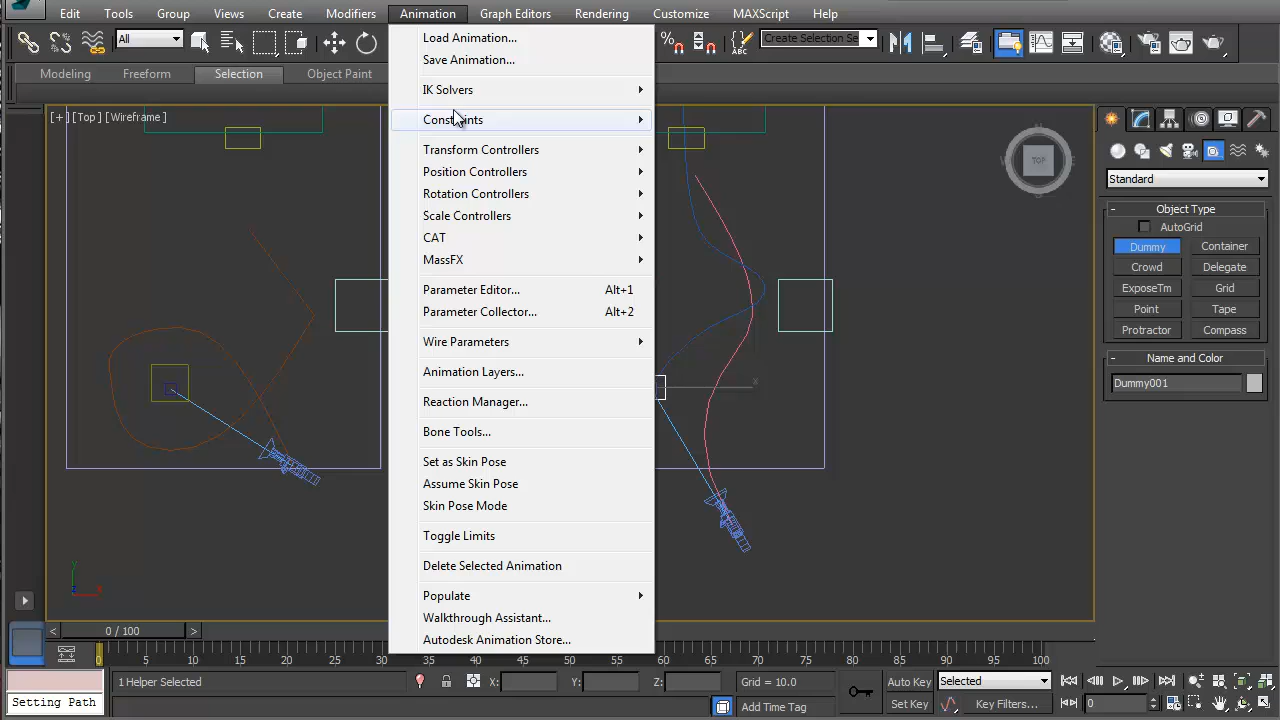 Edit Tools Group Views Create Modifiers Animation Graph Editors Rendering Customize MAXScript Help
All
Create Selection Se
Modeling Freeform Selection Object Paint
[+][Top][Wireframe]
Load Animation...
Save Animation...
IK Solvers
Constraints
Transform Controllers
Position Controllers
Rotation Controllers
Scale Controllers
CAT
MassFX
Parameter Editor... Alt+1
Parameter Collector... Alt+2
Wire Parameters
Animation Layers...
Reaction Manager...
Bone Tools...
Set as Skin Pose
Assume Skin Pose
Skin Pose Mode
Toggle Limits
Delete Selected Animation
Populate
Walkthrough Assistant...
Autodesk Animation Store...
x
TOP
Standard
- Object Type
AutoGrid
Dummy Container
Crowd Delegate
ExposeTm Grid
Point Tape
Protractor Compass
- Name and Color
Dummy001
y
z x
< 0 / 100 >
0 5 10 15 20 25 30 35 40 45 50 55 60 65 70 75 80 85 90 95 100
1 Helper Selected X: Y: Z: Grid = 10.0 Auto Key Selected
Setting Path Add Time Tag Set Key Key Filters... 0